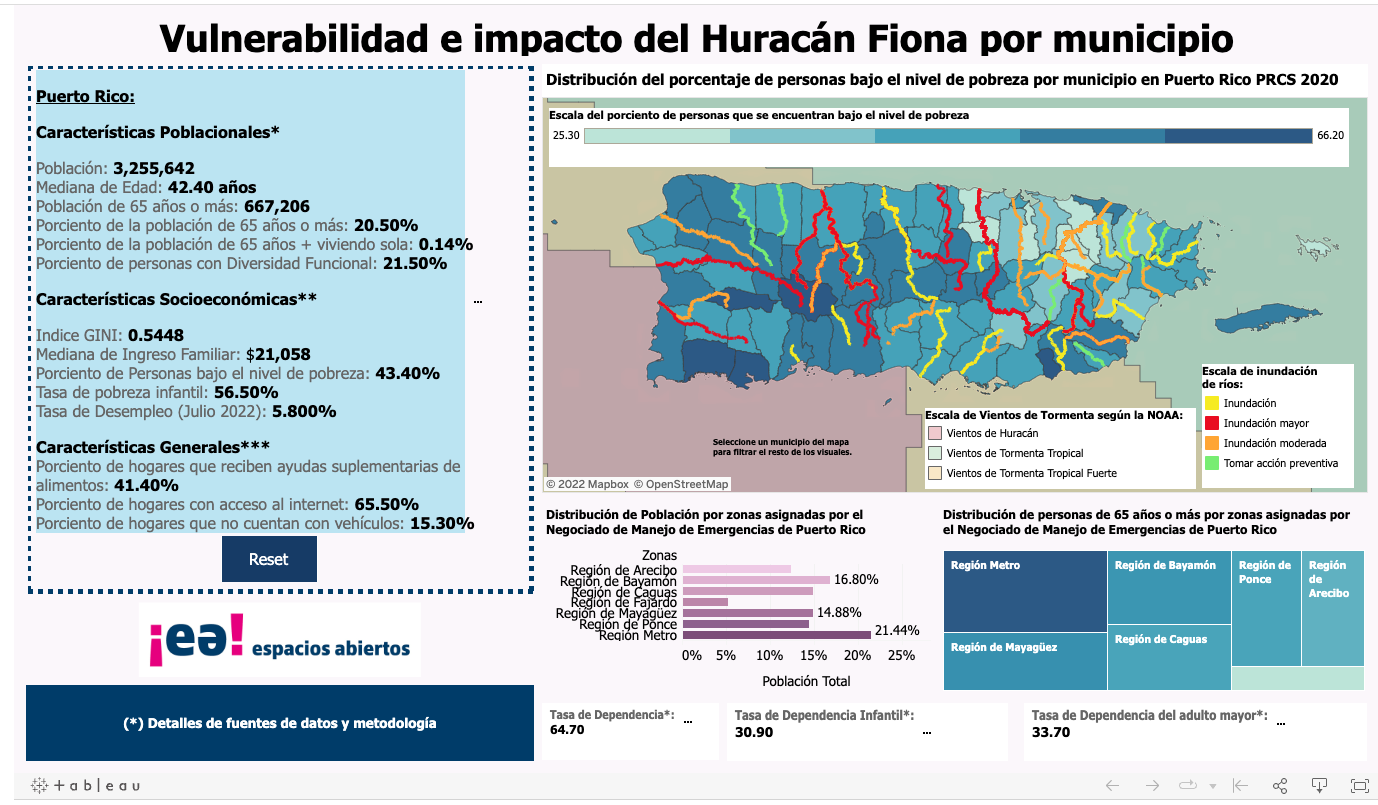 Vulnerabilidad e impacto del Huracán Fiona por municipio
Puerto Rico:
Características Poblacionales*
Población: 3,255,642
Mediana de Edad: 42.40 años
Población de 65 años o más: 667,206
Porciento de la población de 65 años o más: 20.50%
Porciento de la población de 65 años + viviendo sola: 0.14%
Porciento de personas con Diversidad Funcional: 21.50%
Características Socioeconómicas**
...
Indice GINI: 0.5448
Mediana de Ingreso Familiar: $21,058
Porciento de Personas bajo el nivel de pobreza: 43.40%
Tasa de pobreza infantil: 56.50%
Tasa de Desempleo (Julio 2022): 5.800%
Características Generales***
Porciento de hogares que reciben ayudas suplementarias de
alimentos: 41.40%
Porciento de hogares con acceso al internet: 65.50%
Porciento de hogares que no cuentan con vehículos: 15.30%
Reset
¡ea! espacios abiertos
(*) Detalles de fuentes de datos y metodología
Distribución del porcentaje de personas bajo el nivel de pobreza por municipio en Puerto Rico PRCS 2020
Escala del porciento de personas que se encuentran bajo el nivel de pobreza
25.30
66.20
Seleccione un municipio del mapa
para filtrar el resto de los visuales.
© 2022 Mapbox © OpenStreetMap
Escala de Vientos de Tormenta según la NOAA:
Vientos de Huracán
Vientos de Tormenta Tropical
Vientos de Tormenta Tropical Fuerte
Escala de inundación
de ríos:
Inundación
Inundación mayor
Inundación moderada
Tomar acción preventiva
Distribución de Población por zonas asignadas por el
Negociado de Manejo de Emergencias de Puerto Rico
Zonas
Región de Arecibo
Región de Bayamón 16.80%
Región de Caguas
Región de Fajardo
Región de Mayagüez 14.88%
Región de Ponce
Región Metro 21.44%
0% 5% 10% 15% 20% 25%
Población Total
Distribución de personas de 65 años o más por zonas asignadas por
el Negociado de Manejo de Emergencias de Puerto Rico
Región Metro
Región de Mayagüez
Región de Bayamón
Región de Caguas
Región de
Ponce
Región
de
Arecibo
Tasa de Dependencia*: ...
64.70
Tasa de Dependencia Infantil*:
30.90 ...
Tasa de Dependencia del adulto mayor*: ...
33.70
+ a b l e a u